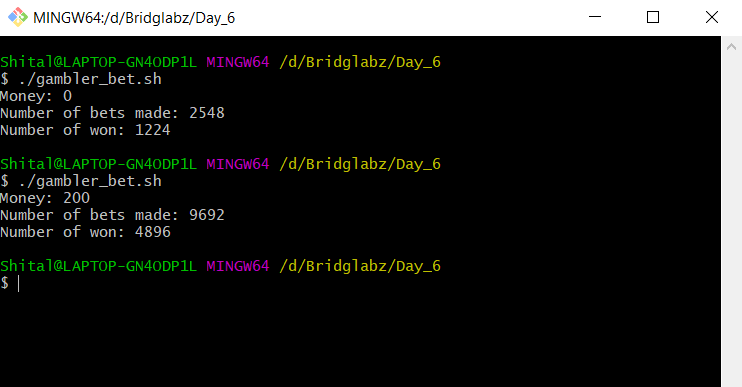 MINGW64:/d/Bridglabz/Day_6
Shital@LAPTOP-GN4ODP1L MINGW64 /d/Bridglabz/Day_6
$ ./gambler_bet.sh
Money: 0
Number of bets made: 2548
Number of won: 1224
Shital@LAPTOP-GN4ODP1L MINGW64 /d/Bridglabz/Day_6
$ ./gambler_bet.sh
Money: 200
Number of bets made: 9692
Number of won: 4896
Shital@LAPTOP-GN4ODP1L MINGW64 /d/Bridglabz/Day_6
$